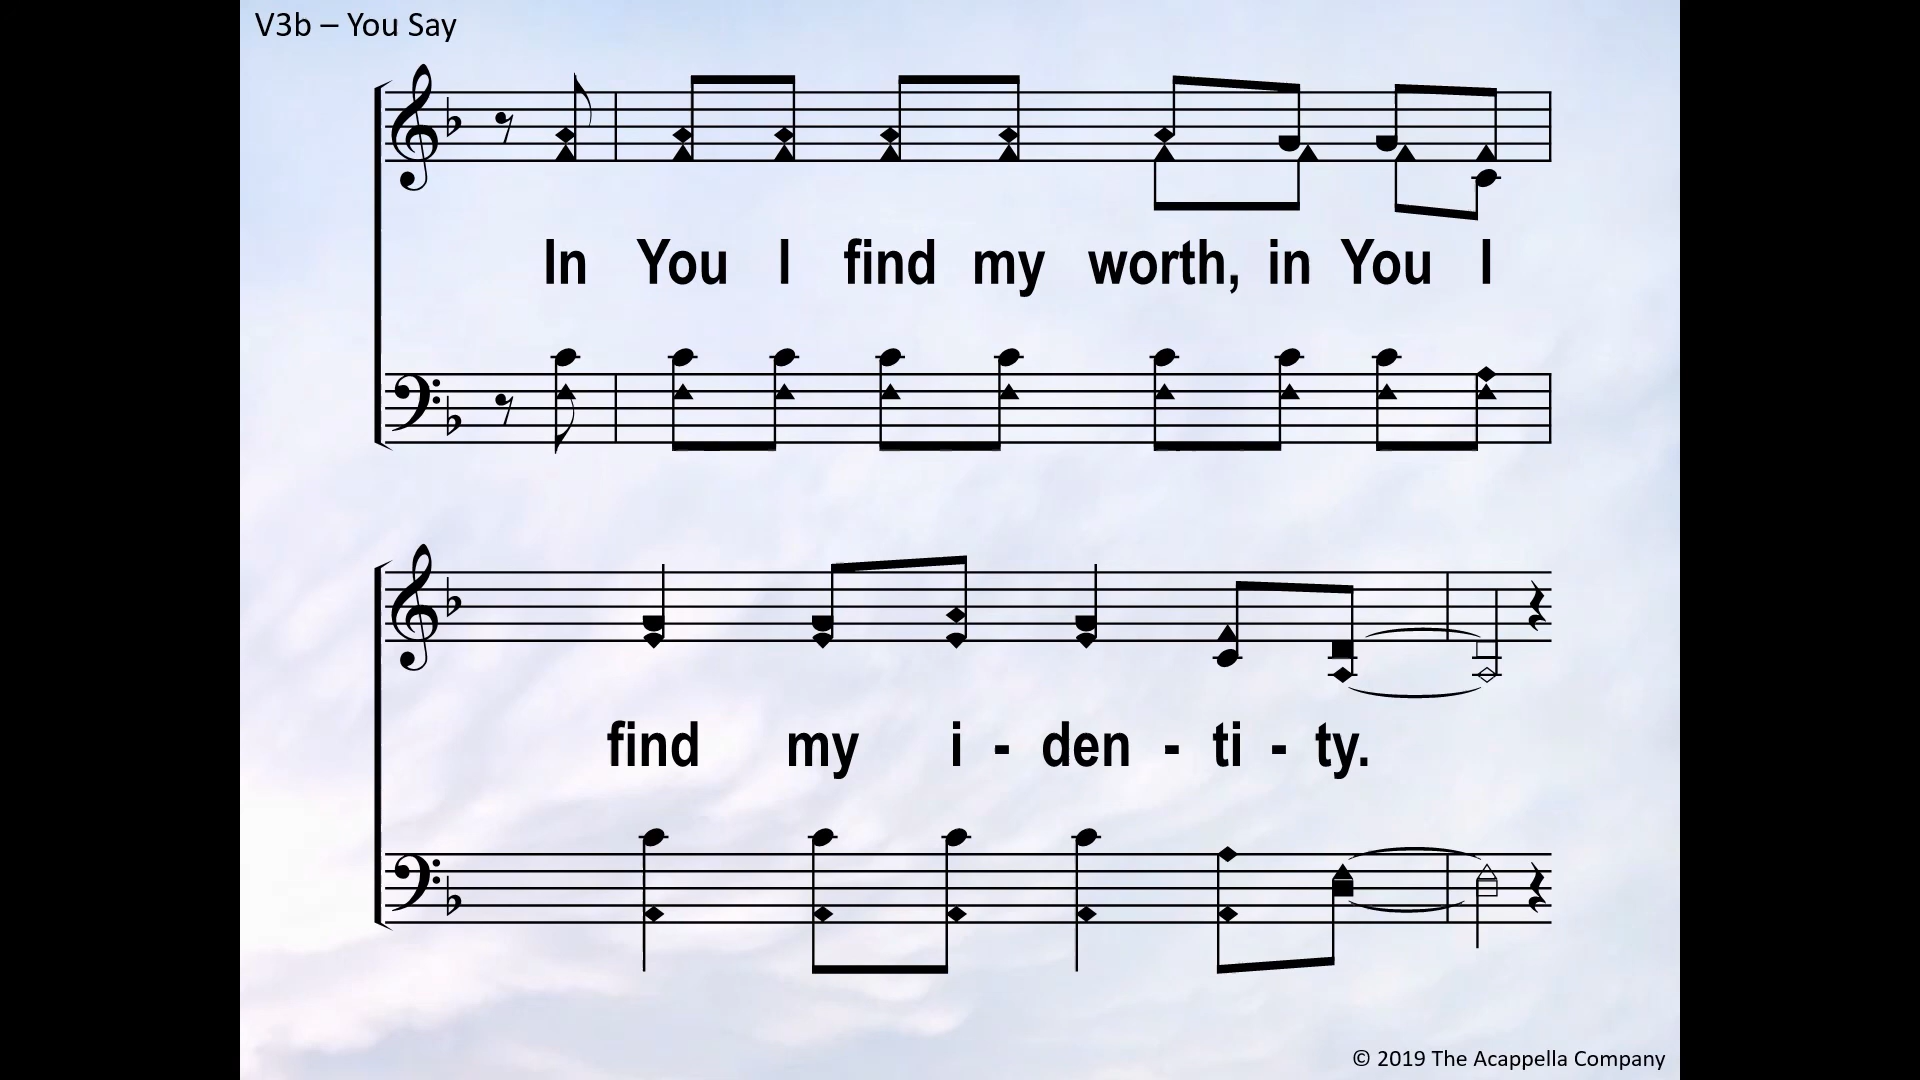 V3b – You Say
In You I find my worth, in You I
find my i - den - ti - ty.
© 2019 The Acappella Company